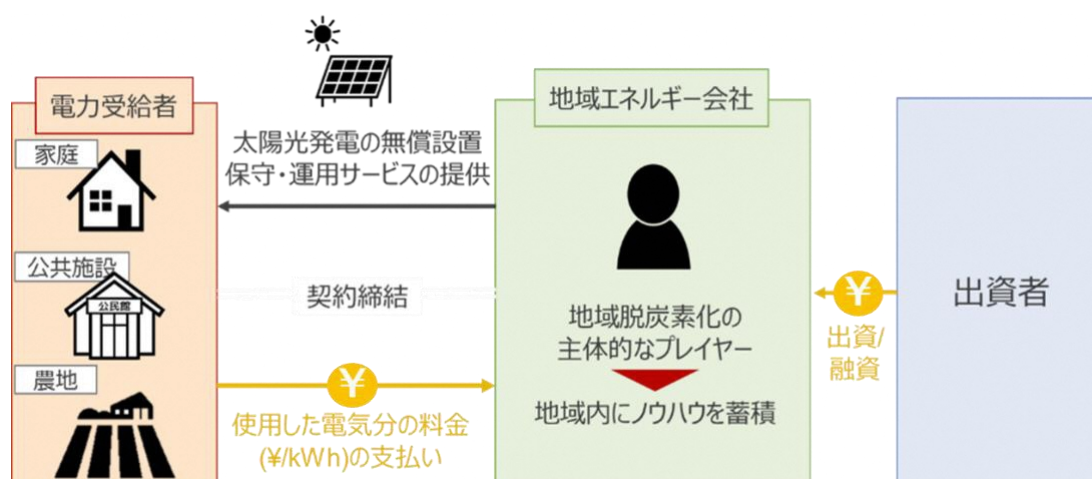 電力受給者
家庭
公共施設
公民館
農地
太陽光発電の無償設置
保守・運用サービスの提供
契約締結
¥
使用した電気分の料金
(¥/kWh)の支払い
地域エネルギー会社
地域脱炭素化の
主体的なプレイヤー
地域内にノウハウを蓄積
¥
出資/
融資
出資者